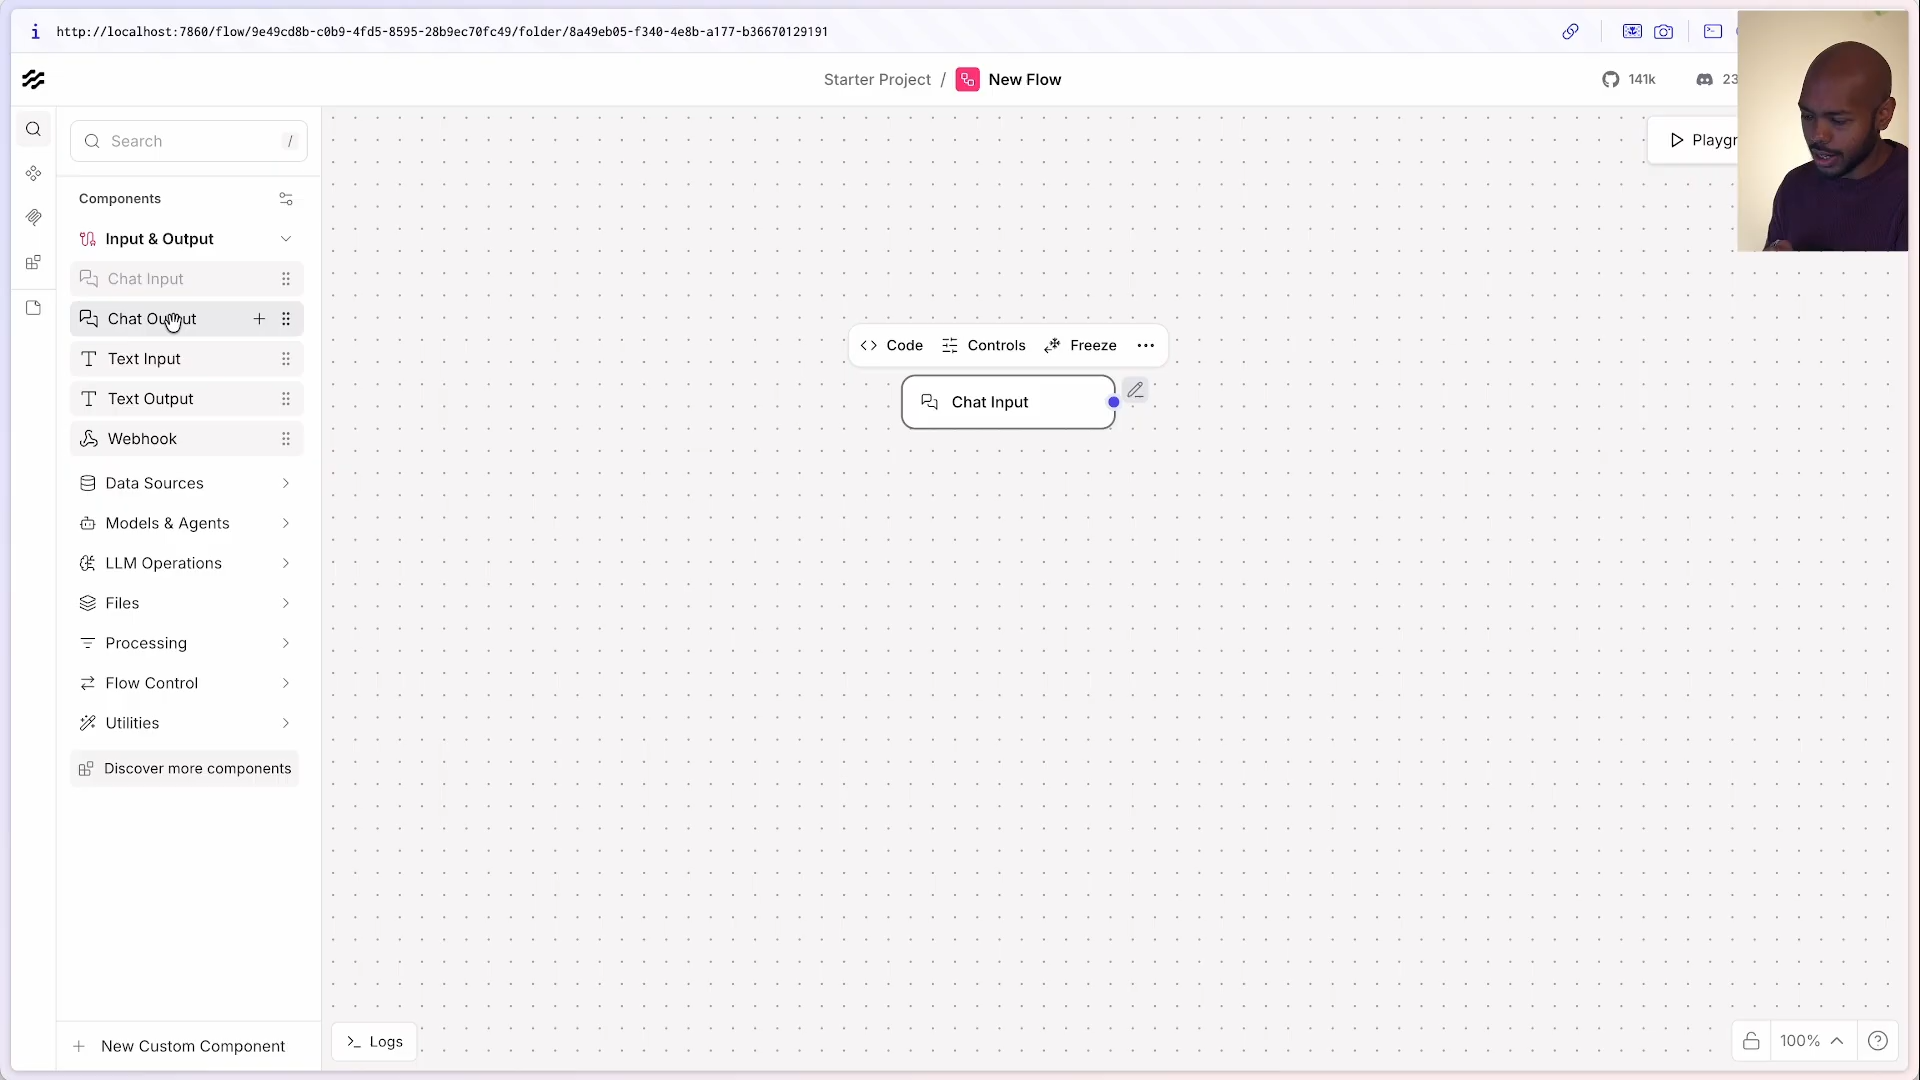 http://localhost:7860/flow/9e49cd8b-c0b9-4fd5-8595-28b9ec70fc49/folder/8a49eb05-f340-4e8b-a177-b36670129191
Starter Project / New Flow
141k
23
Search /
Playgr
Components
Input & Output
Chat Input
Chat Output
Text Input
Text Output
Webhook
Data Sources
Models & Agents
LLM Operations
Files
Processing
Flow Control
Utilities
Discover more components
New Custom Component
Code
Controls
Freeze
Chat Input
Logs
100%